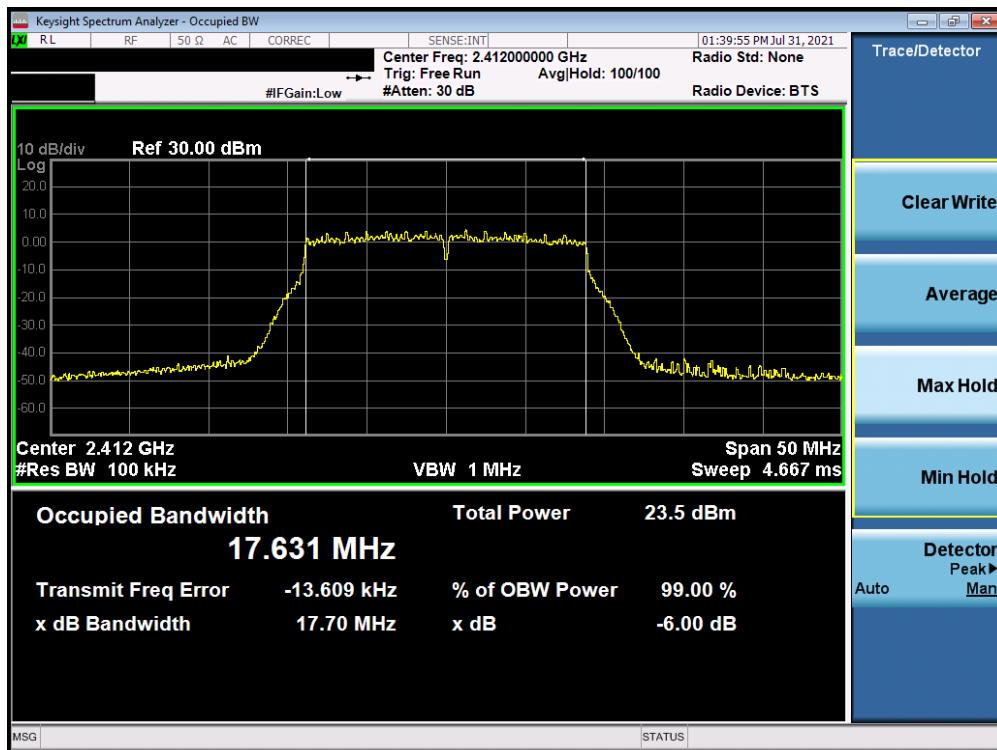 Keysight Spectrum Analyzer - Occupied BW
LXI RL RF 50 Ω AC CORREC SENSE:INT 01:39:55 PM Jul 31, 2021
Center Freq: 2.412000000 GHz Radio Std: None
Trig: Free Run Avg|Hold: 100/100
#IFGain:Low #Atten: 30 dB Radio Device: BTS
Trace/Detector
10 dB/div Ref 30.00 dBm
Log
20.0
10.0
0.00
-10.0
-20.0
-30.0
-40.0
-50.0
-60.0
Center 2.412 GHz Span 50 MHz
#Res BW 100 kHz VBW 1 MHz Sweep 4.667 ms
Occupied Bandwidth Total Power 23.5 dBm
17.631 MHz
Transmit Freq Error -13.609 kHz % of OBW Power 99.00 %
x dB Bandwidth 17.70 MHz x dB -6.00 dB
Clear Write
Average
Max Hold
Min Hold
Detector
Peak▶
Auto Man
MSG STATUS